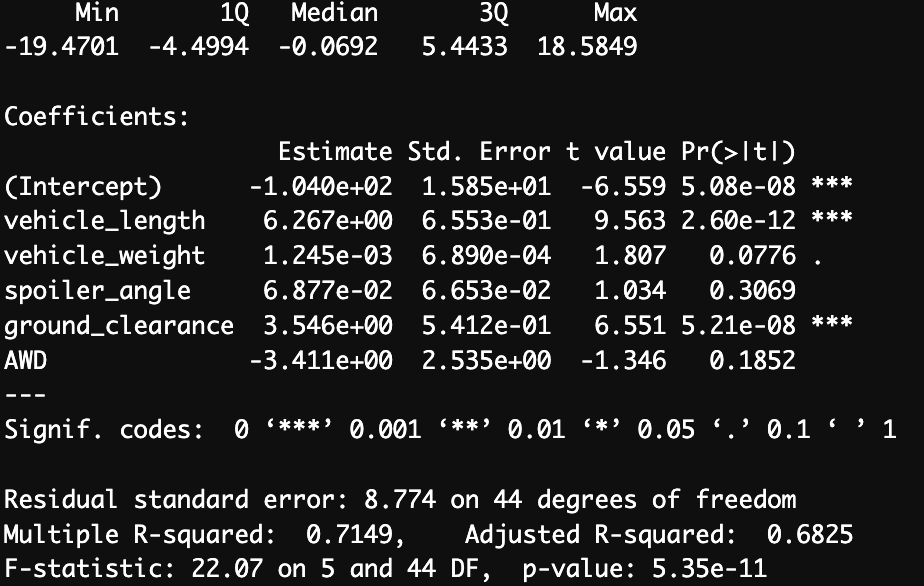 Min       1Q   Median       3Q      Max
-19.4701  -4.4994  -0.0692   5.4433  18.5849

Coefficients:
                   Estimate Std. Error t value Pr(>|t|)
(Intercept)      -1.040e+02  1.585e+01  -6.559 5.08e-08 ***
vehicle_length    6.267e+00  6.553e-01   9.563 2.60e-12 ***
vehicle_weight    1.245e-03  6.890e-04   1.807   0.0776 .
spoiler_angle     6.877e-02  6.653e-02   1.034   0.3069
ground_clearance  3.546e+00  5.412e-01   6.551 5.21e-08 ***
AWD              -3.411e+00  2.535e+00  -1.346   0.1852
---
Signif. codes:  0 ‘***’ 0.001 ‘**’ 0.01 ‘*’ 0.05 ‘.’ 0.1 ‘ ’ 1

Residual standard error: 8.774 on 44 degrees of freedom
Multiple R-squared:  0.7149,    Adjusted R-squared:  0.6825
F-statistic: 22.07 on 5 and 44 DF,  p-value: 5.35e-11